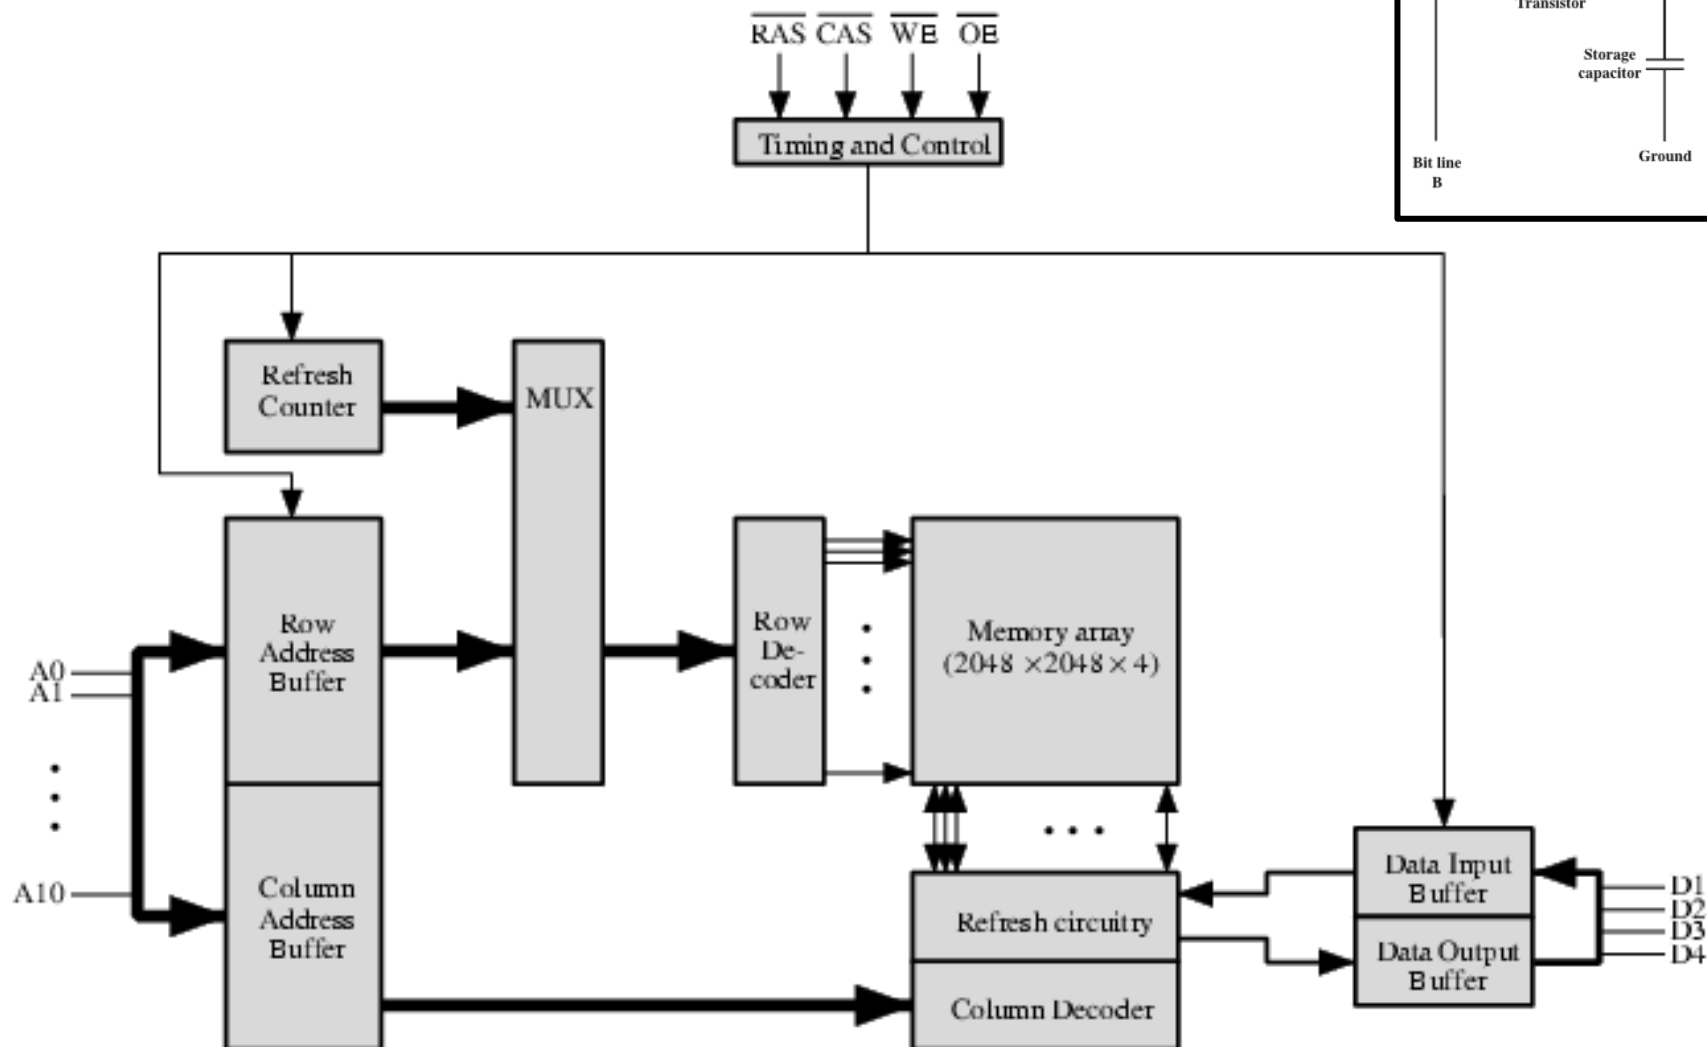 RAS CAS WE OE
Timing and Control
Transistor
Storage
capacitor
Bit line
B
Ground
Refresh
Counter
MUX
Row
Address
Buffer
Row
De-
coder
Memory array
(2048 ×2048× 4)
A0
A1
A10
Column
Address
Buffer
Refresh circuitry
Column Decoder
Data Input
Buffer
Data Output
Buffer
D1
D2
D3
D4